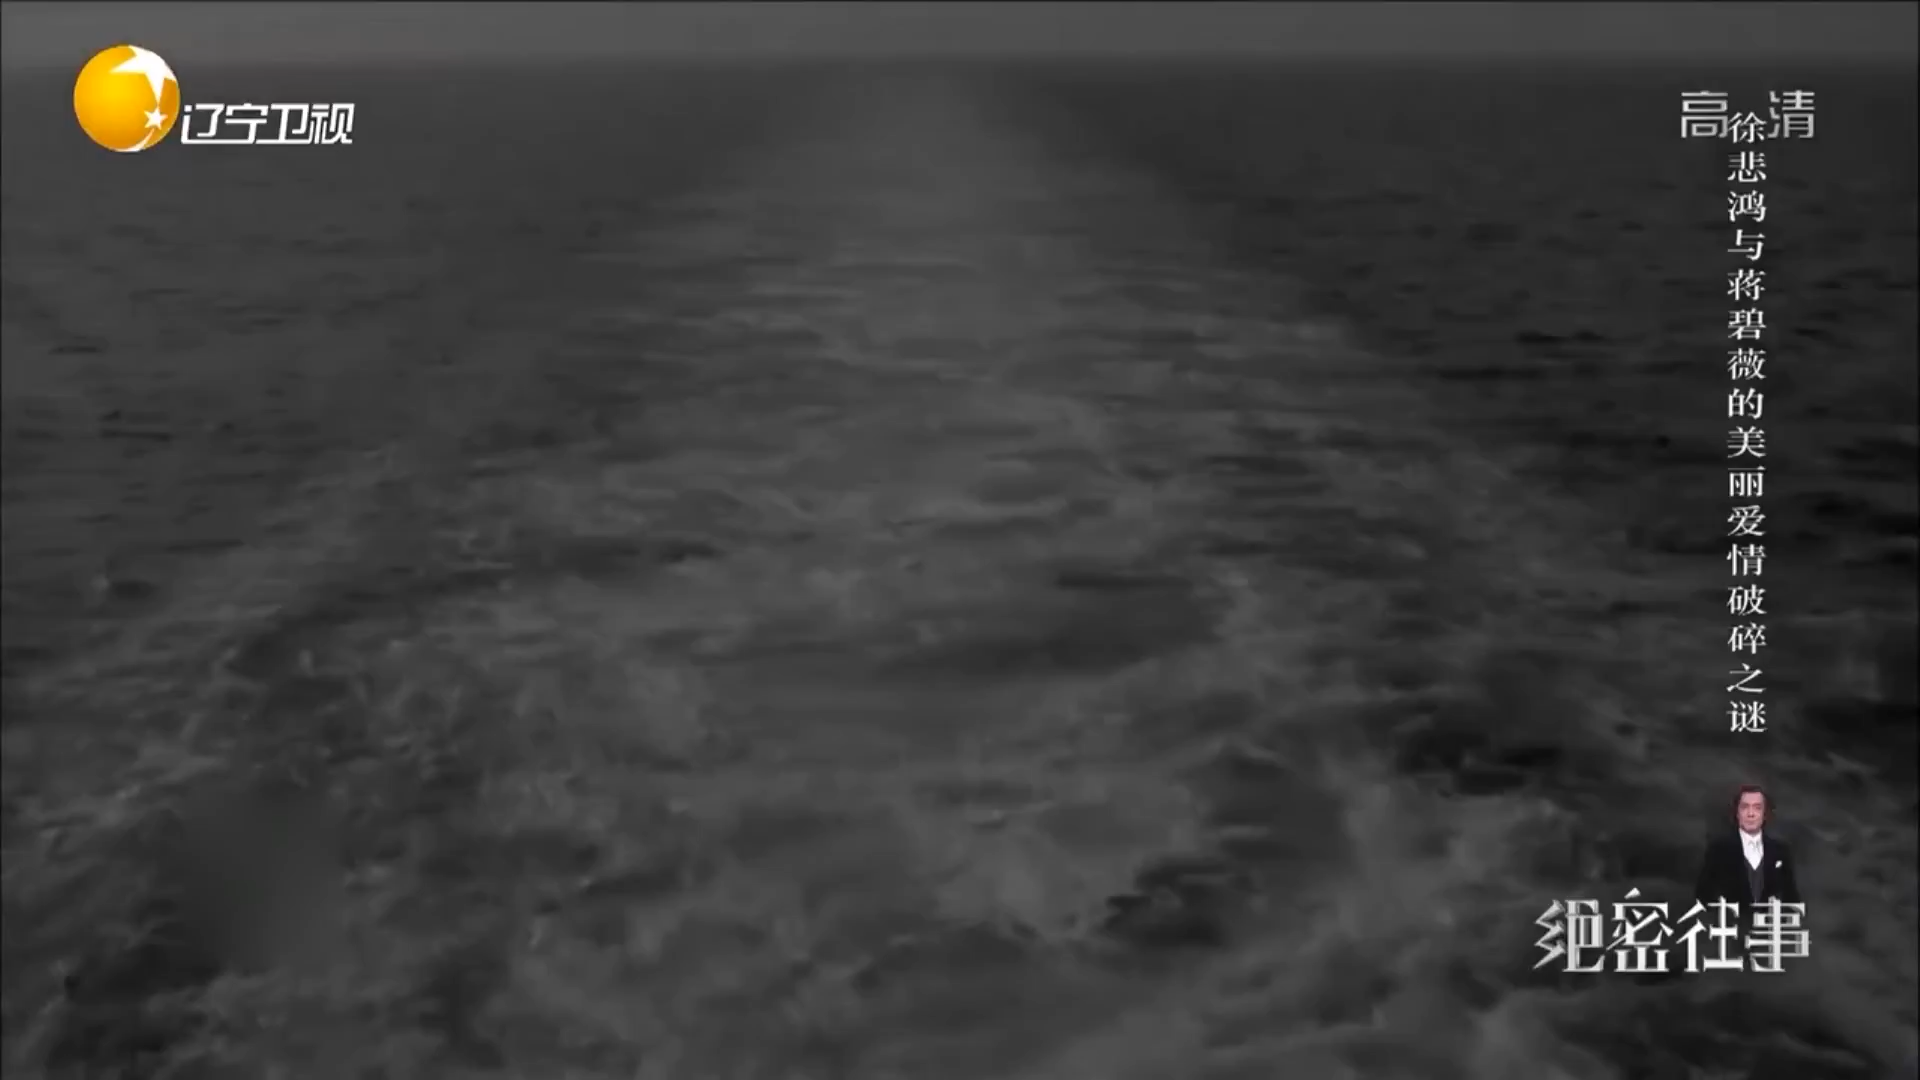 辽宁卫视
高清
徐悲鸿与蒋碧薇的美丽爱情破碎之谜
绝密往事